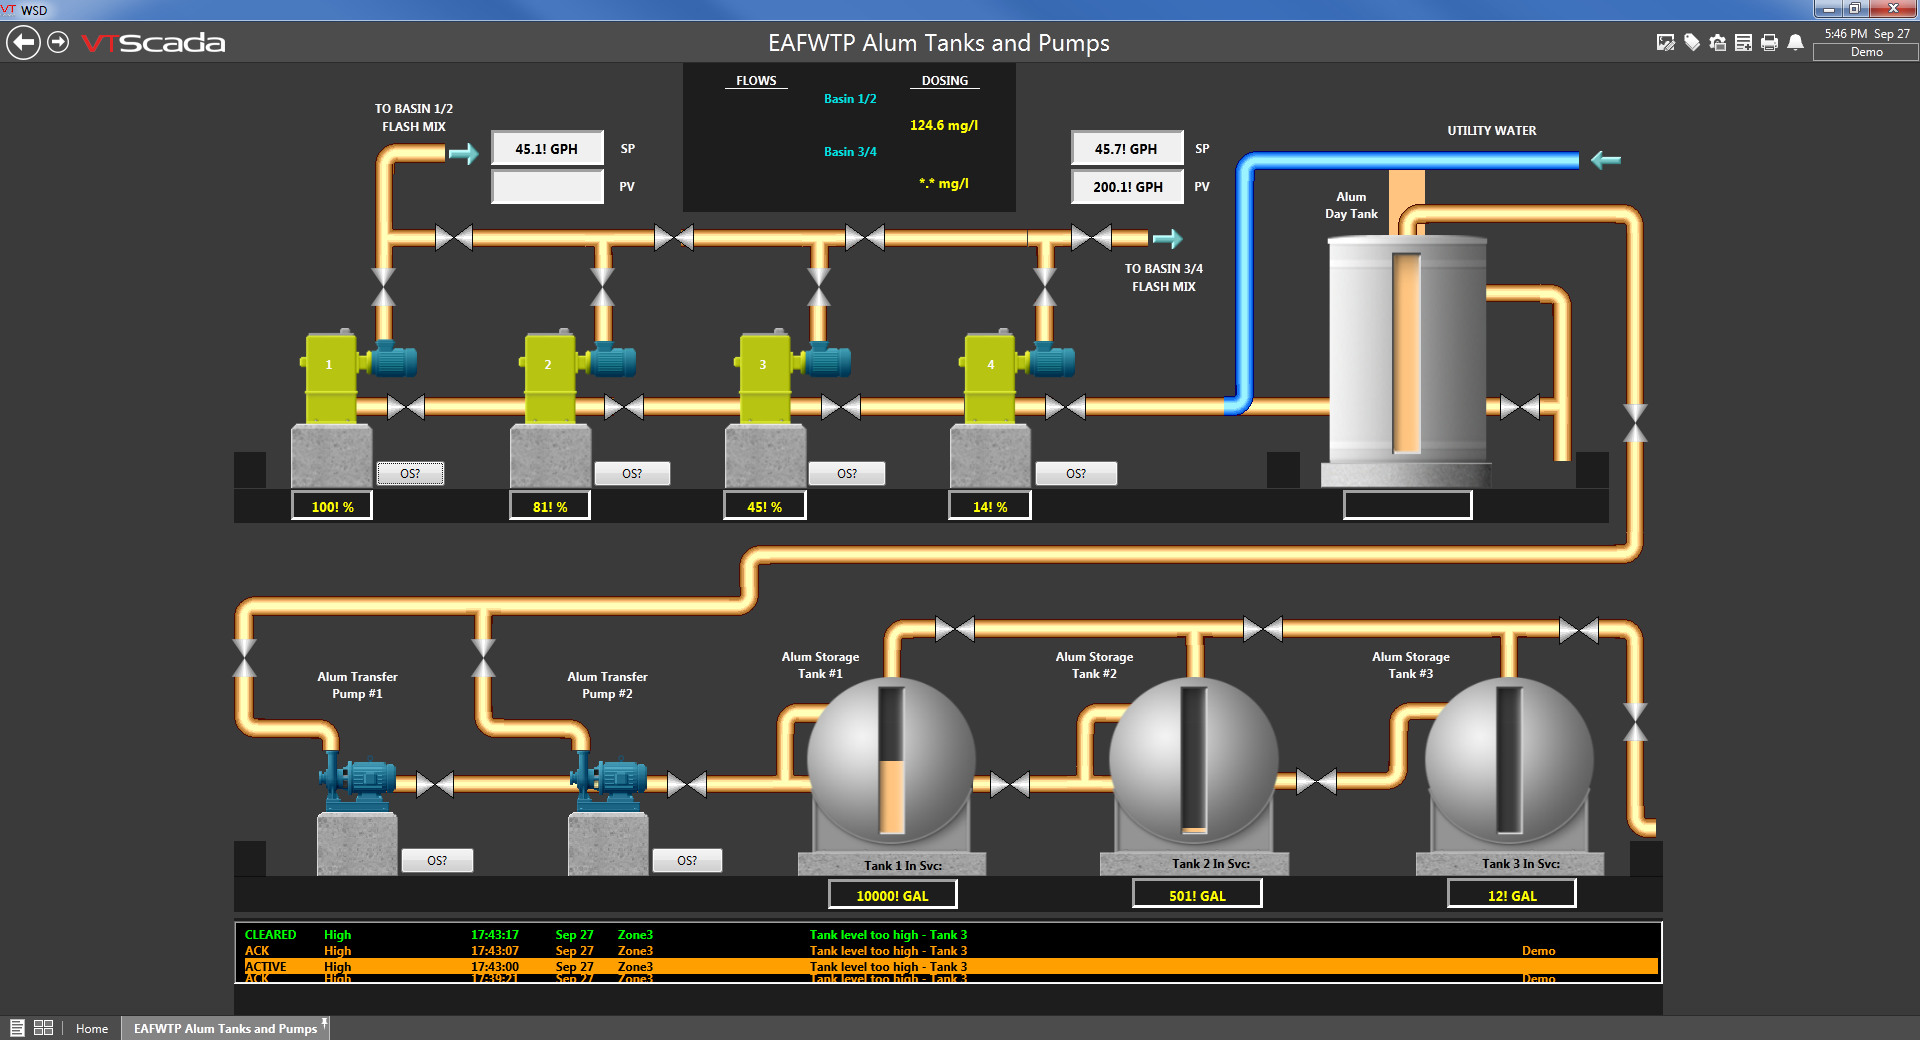 VT WSD
VTScada
EAFWTP Alum Tanks and Pumps
5:46 PM Sep 27
Demo
FLOWS
DOSING
Basin 1/2
124.6 mg/l
Basin 3/4
*.* mg/l
TO BASIN 1/2
FLASH MIX
45.1! GPH
SP
PV
45.7! GPH
SP
200.1! GPH
PV
UTILITY WATER
Alum
Day Tank
TO BASIN 3/4
FLASH MIX
1
2
3
4
OS?
OS?
OS?
OS?
100! %
81! %
45! %
14! %
Alum Transfer
Pump #1
Alum Transfer
Pump #2
Alum Storage
Tank #1
Alum Storage
Tank #2
Alum Storage
Tank #3
OS?
OS?
Tank 1 In Svc:
Tank 2 In Svc:
Tank 3 In Svc:
10000! GAL
501! GAL
12! GAL
CLEARED High 17:43:17 Sep 27 Zone3 Tank level too high - Tank 3
ACK High 17:43:07 Sep 27 Zone3 Tank level too high - Tank 3 Demo
ACTIVE High 17:43:00 Sep 27 Zone3 Tank level too high - Tank 3
ACK High 17:39:21 Sep 27 Zone3 Tank level too high - Tank 3 Demo
Home
EAFWTP Alum Tanks and Pumps